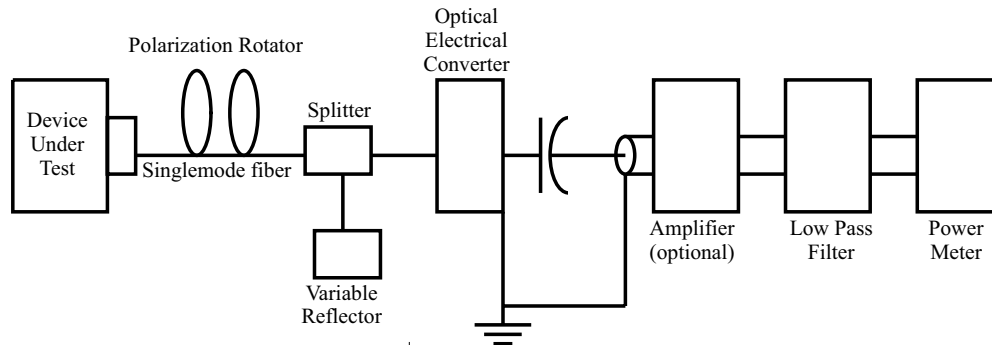 Optical
Electrical
Converter
Polarization Rotator
Splitter
Device
Under
Test
Singlemode fiber
Amplifier
(optional)
Low Pass
Filter
Power
Meter
Variable
Reflector